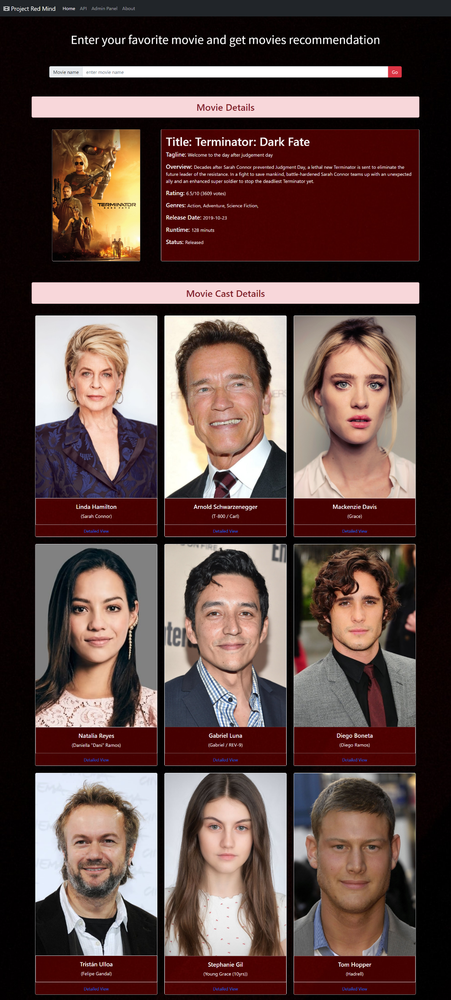 Project Red Mind Home API Admin Panel About
Enter your favorite movie and get movies recommendation
Movie name enter movie name Go
Movie Details
TERMINATOR
DARK FATE
Title: Terminator: Dark Fate
Tagline: Welcome to the day after judgement day
Overview: Decades after Sarah Connor prevented Judgment Day, a lethal new Terminator is sent to eliminate the
future leader of the resistance. In a fight to save mankind, battle-hardened Sarah Connor teams up with an unexpected
ally and an enhanced super soldier to stop the deadliest Terminator yet.
Rating: 6.5/10 (3609 votes)
Genres: Action, Adventure, Science Fiction,
Release Date: 2019-10-23
Runtime: 128 minuts
Status: Released
Movie Cast Details
Linda Hamilton
(Sarah Connor)
Detailed View
Arnold Schwarzenegger
(T-800 / Carl)
Detailed View
Mackenzie Davis
(Grace)
Detailed View
Natalia Reyes
(Daniella "Dani" Ramos)
Detailed View
Gabriel Luna
(Gabriel / REV-9)
Detailed View
Diego Boneta
(Diego Ramos)
Detailed View
Tristán Ulloa
(Felipe Gandal)
Detailed View
Stephanie Gil
(Young Grace (10yrs))
Detailed View
Tom Hopper
(Hadrell)
Detailed View